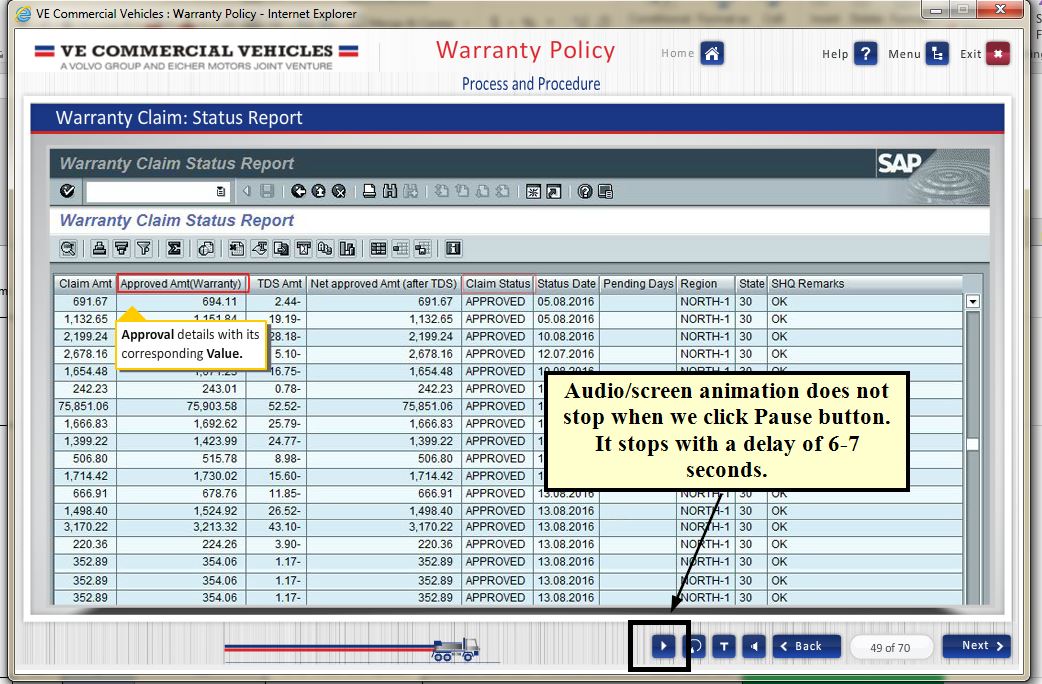 VE Commercial Vehicles : Warranty Policy - Internet Explorer
VE COMMERCIAL VEHICLES
A VOLVO GROUP AND EICHER MOTORS JOINT VENTURE
Warranty Policy
Home
Help ? Menu Exit
Process and Procedure
Warranty Claim: Status Report
Warranty Claim Status Report
SAP
Warranty Claim Status Report
Claim Amt Approved Amt(Warranty) TDS Amt Net approved Amt (after TDS) Claim Status Status Date Pending Days Region State SHQ Remarks
691.67 694.11 2.44- 691.67 APPROVED 05.08.2016 NORTH-1 30 OK
1,132.65 1,151.84 19.19- 1,132.65 APPROVED 05.08.2016 NORTH-1 30 OK
2,199.24 28.18- 2,199.24 APPROVED 10.08.2016 NORTH-1 30 OK
2,678.16 5.10- 2,678.16 APPROVED 12.07.2016 NORTH-1 30 OK
1,654.48 1,671.23 16.75- 1,654.48 APPROVED 10.08.2016 NORTH-1 30 OK
Approval details with its
corresponding Value.
242.23 243.01 0.78- 242.23 APPROVED
75,851.06 75,903.58 52.52- 75,851.06 APPROVED
1,666.83 1,692.62 25.79- 1,666.83 APPROVED
1,399.22 1,423.99 24.77- 1,399.22 APPROVED
506.80 515.78 8.98- 506.80 APPROVED
1,714.42 1,730.02 15.60- 1,714.42 APPROVED
666.91 678.76 11.85- 666.91 APPROVED 13.08.2016 NORTH-1 30 OK
1,498.40 1,524.92 26.52- 1,498.40 APPROVED 13.08.2016 NORTH-1 30 OK
3,170.22 3,213.32 43.10- 3,170.22 APPROVED 13.08.2016 NORTH-1 30 OK
220.36 224.26 3.90- 220.36 APPROVED 13.08.2016 NORTH-1 30 OK
352.89 354.06 1.17- 352.89 APPROVED 13.08.2016 NORTH-1 30 OK
352.89 354.06 1.17- 352.89 APPROVED 13.08.2016 NORTH-1 30 OK
352.89 354.06 1.17- 352.89 APPROVED 13.08.2016 NORTH-1 30 OK
Audio/screen animation does not
stop when we click Pause button.
It stops with a delay of 6-7
seconds.
T
Back
49 of 70
Next